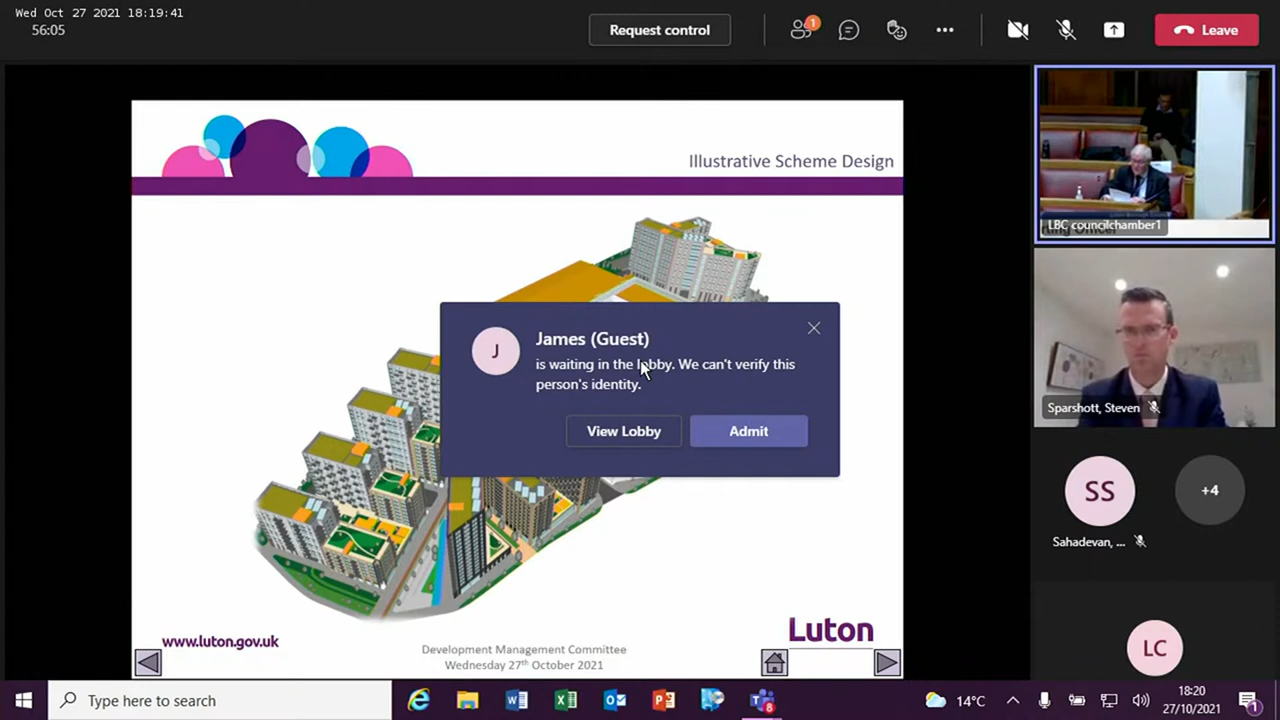 Wed Oct 27 2021 18:19:41
56:05
Request control
1
Leave
Illustrative Scheme Design
LBC councilchamber1
James (Guest)
J
is waiting in the lobby. We can't verify this
person's identity.
View Lobby
Admit
Sparshott, Steven
SS
+4
Sahadevan, ...
LC
www.luton.gov.uk
Luton
Development Management Committee
Wednesday 27th October 2021
Type here to search
8
14°C
18:20
27/10/2021
1